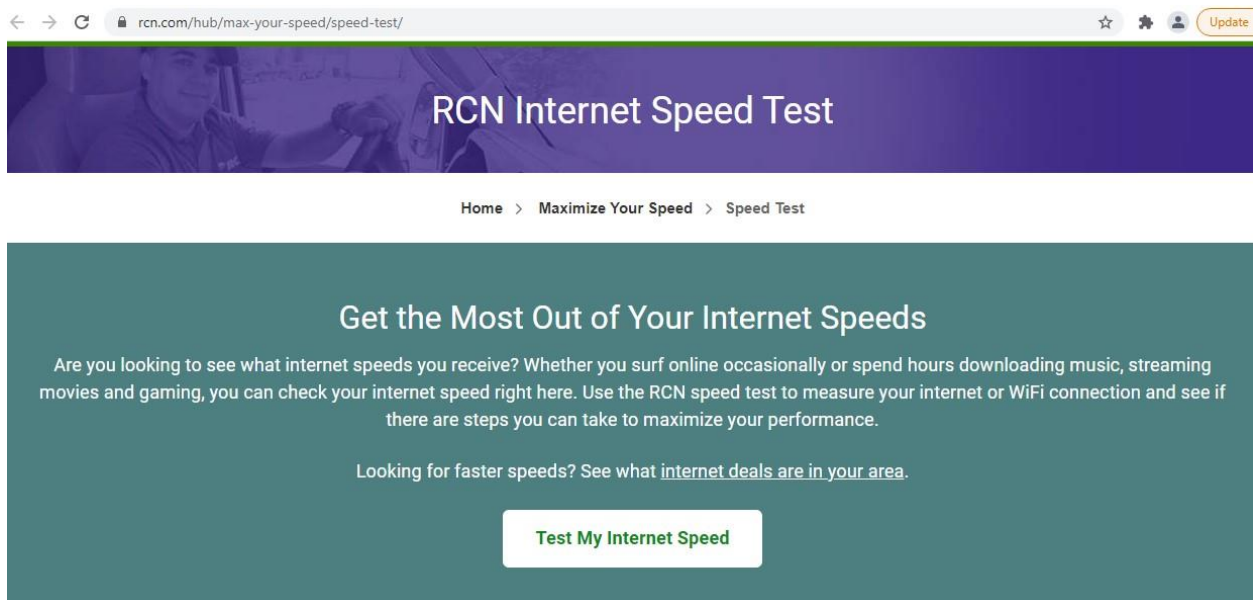 rcn.com/hub/max-your-speed/speed-test/
Update
RCN Internet Speed Test
Home > Maximize Your Speed > Speed Test
Get the Most Out of Your Internet Speeds
Are you looking to see what internet speeds you receive? Whether you surf online occasionally or spend hours downloading music, streaming
movies and gaming, you can check your internet speed right here. Use the RCN speed test to measure your internet or WiFi connection and see if
there are steps you can take to maximize your performance.
Looking for faster speeds? See what internet deals are in your area.
Test My Internet Speed